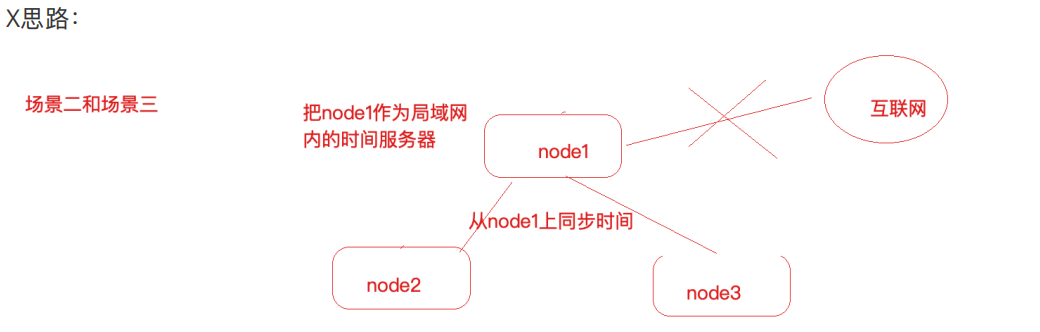 X思路：
场景二和场景三
把node1作为局域网
内的时间服务器
互联网
node1
从node1上同步时间
node2
node3